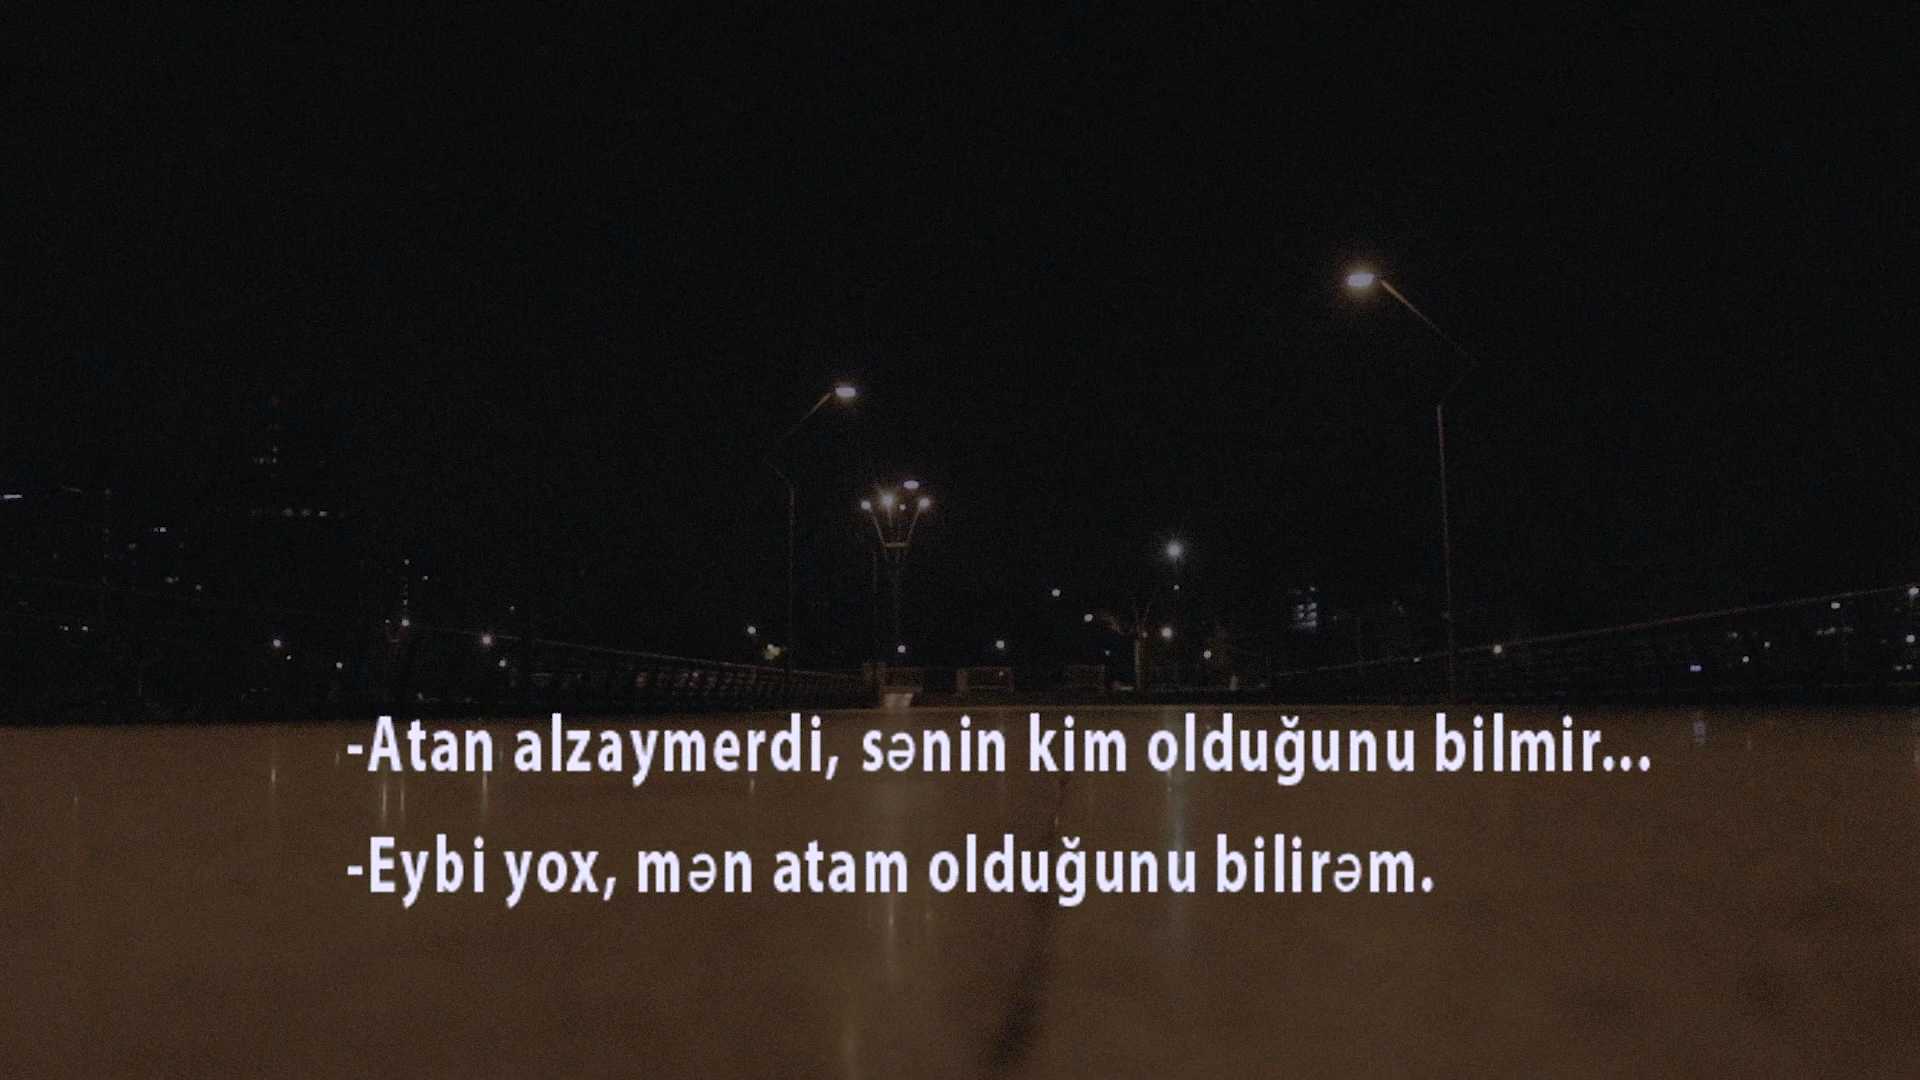 -Atan alzaymerdi, sənin kim olduğunu bilmir...
-Eybi yox, mən atam olduğunu bilirəm.